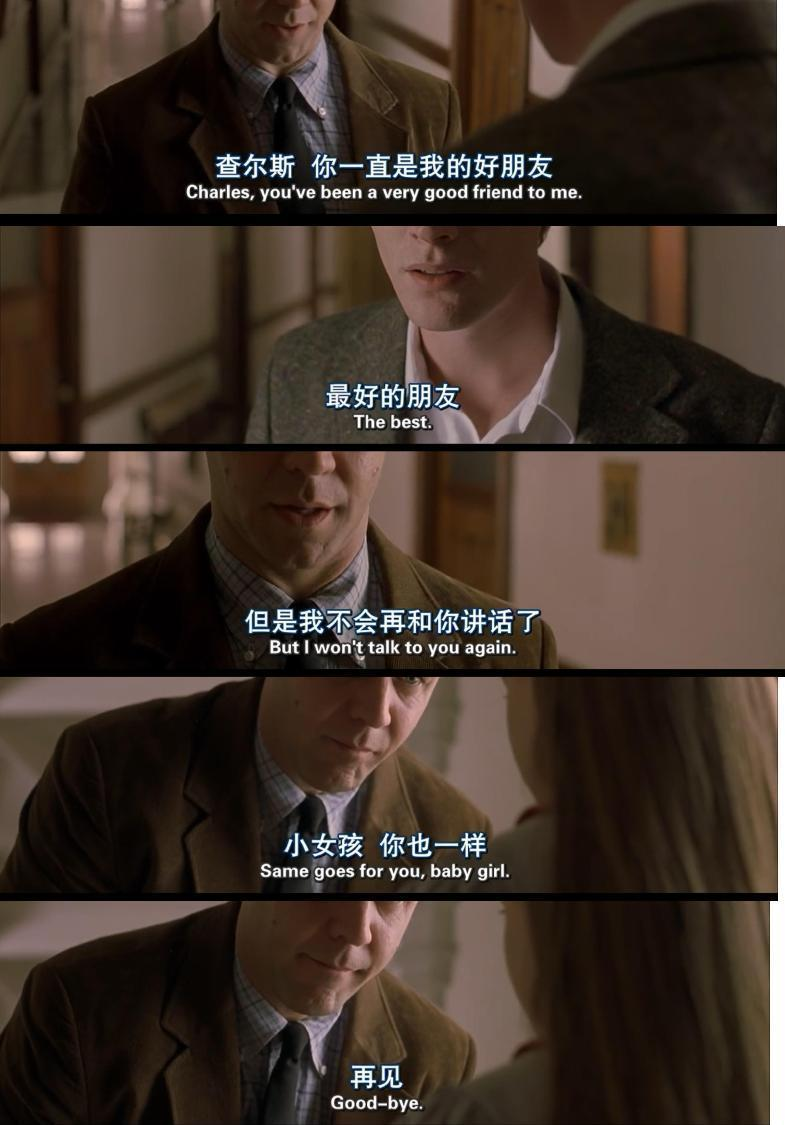 查尔斯 你一直是我的好朋友
Charles, you've been a very good friend to me.
最好的朋友
The best.
但是我不会再和你讲话了
But I won't talk to you again.
小女孩 你也一样
Same goes for you, baby girl.
再见
Good-bye.